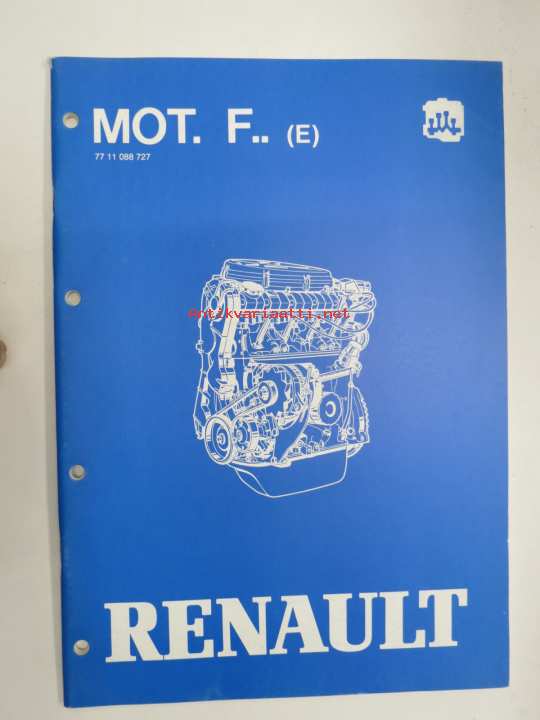 MOT. F.. (E)
77 11 088 727
antikvariaatti.net
RENAULT